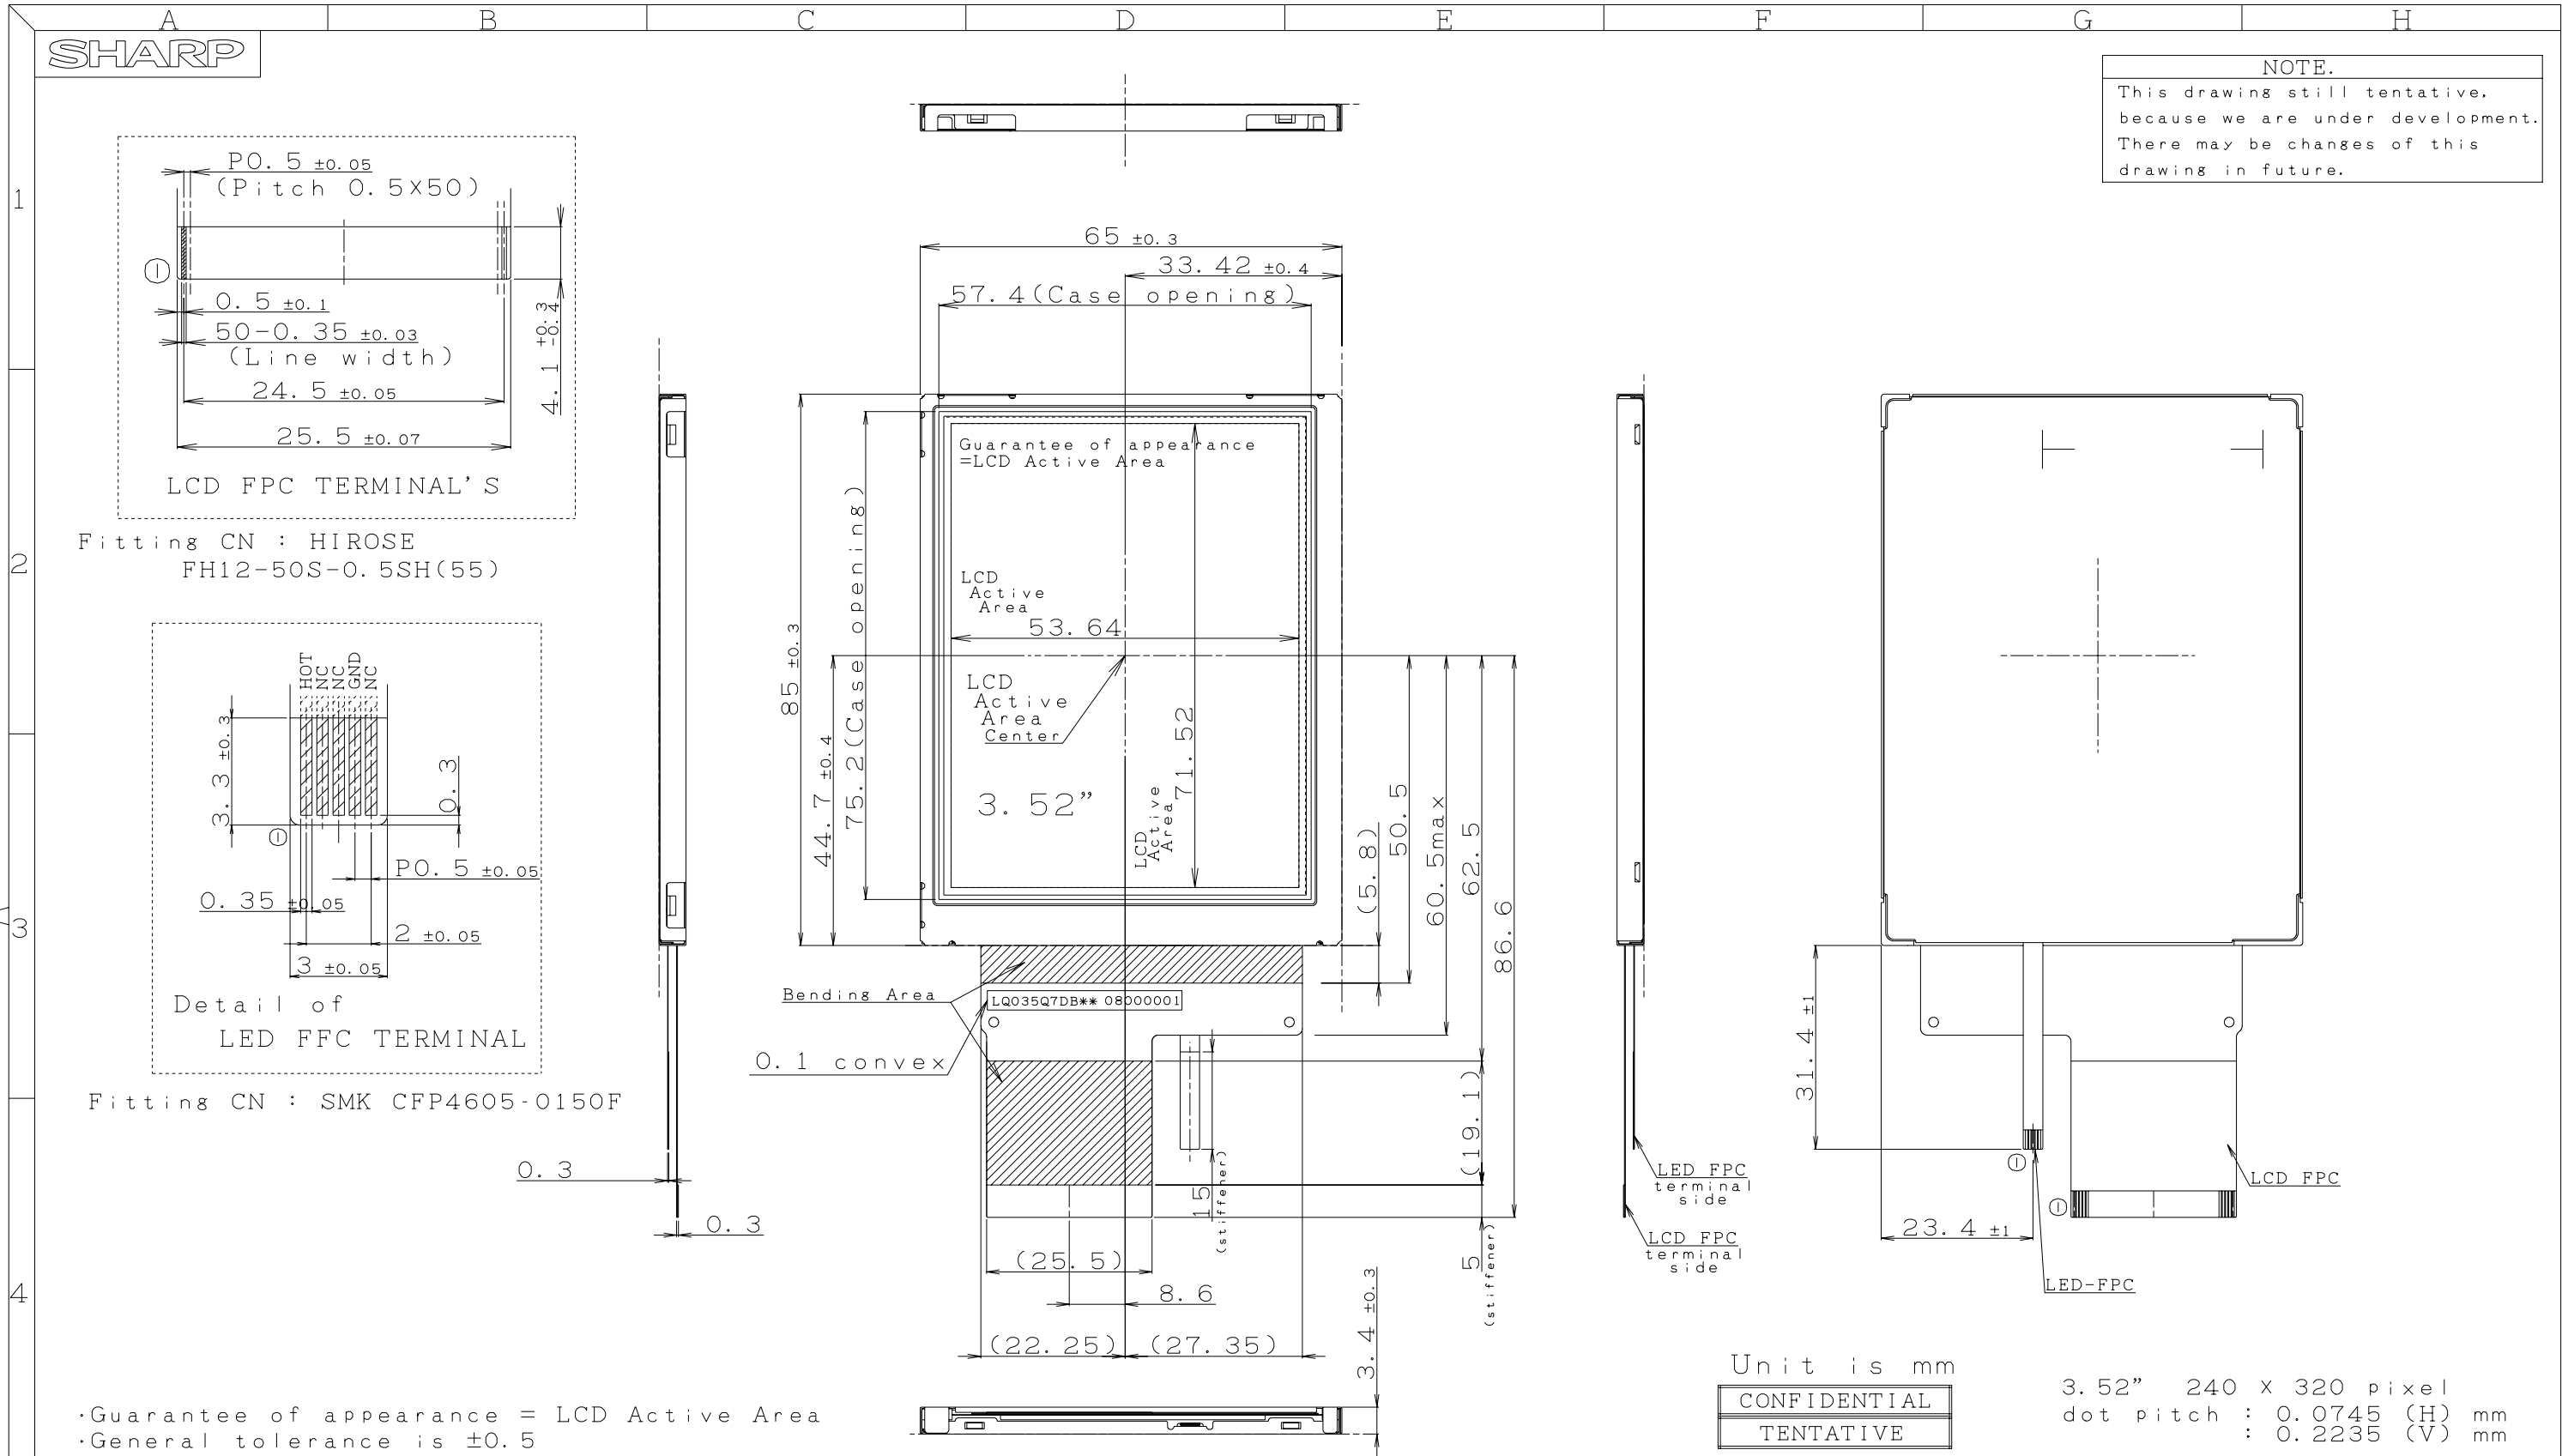 A B C D E F G H
SHARP
NOTE.
This drawing still tentative.
because we are under development.
There may be changes of this
drawing in future.
1
2
3
4
P0.5 ±0.05
(Pitch 0.5X50)
①
0.5 ±0.1
50-0.35 ±0.03
(Line width)
24.5 ±0.05
25.5 ±0.07
4.1 +0.3 -0.4
LCD FPC TERMINAL'S
Fitting CN : HIROSE
FH12-50S-0.5SH(55)
HOT
NC
NC
GND
NC
3.3 ±0.3
0.3
①
P0.5 ±0.05
0.35 ±0.05
2 ±0.05
3 ±0.05
Detail of
LED FFC TERMINAL
Fitting CN : SMK CFP4605-0150F
0.3
0.3
65 ±0.3
33.42 ±0.4
57.4(Case opening)
85 ±0.3
75.2(Case opening)
44.7 ±0.4
Guarantee of appearance
=LCD Active Area
LCD
Active
Area
53.64
LCD
Active
Area
Center
71.52
LCD
Active
Area
3.52"
(5.8)
50.5
60.5max
62.5
86.6
Bending Area
LQ035Q7DB** 08000001
0.1 convex
(19.1)
15
(stiffener)
5
(stiffener)
(25.5)
8.6
(22.25)
(27.35)
3.4 ±0.3
LED FPC
terminal
side
LCD FPC
terminal
side
31.4 ±1
23.4 ±1
①
①
LCD FPC
LED-FPC
·Guarantee of appearance = LCD Active Area
·General tolerance is ±0.5
Unit is mm
CONFIDENTIAL
TENTATIVE
3.52" 240 X 320 pixel
dot pitch : 0.0745 (H) mm
: 0.2235 (V) mm